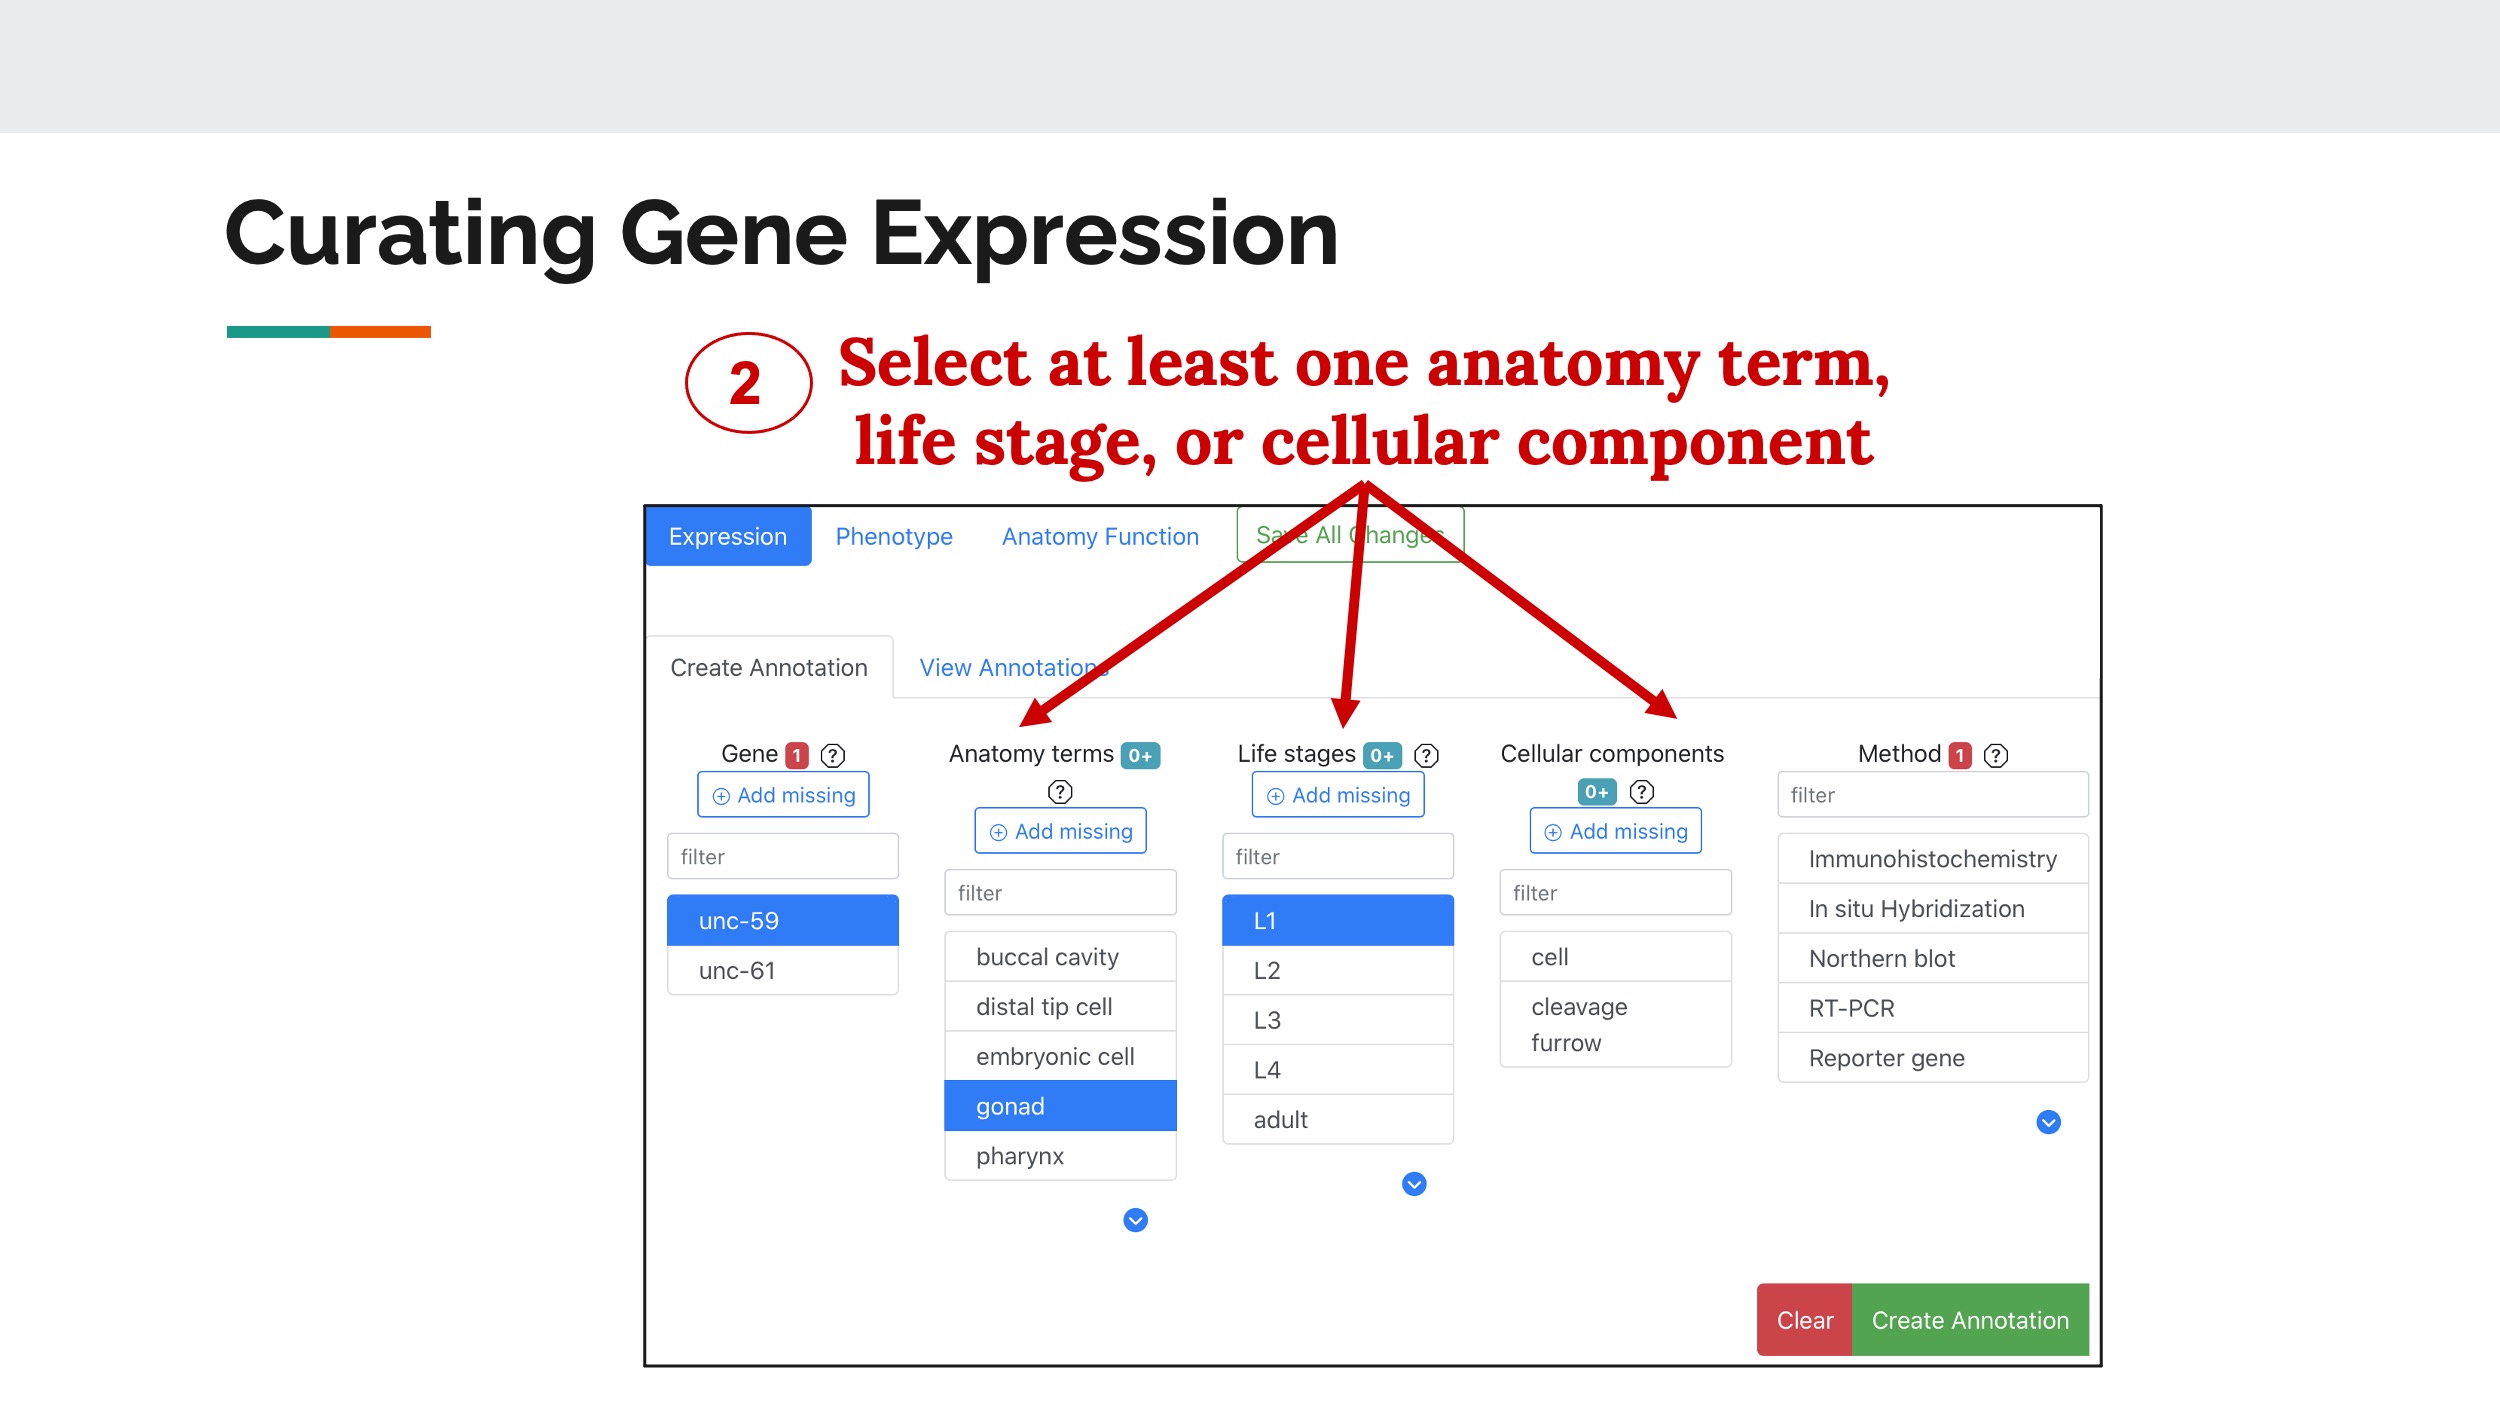 Curating Gene Expression
2
Select at least one anatomy term,
life stage, or cellular component
Expression
Phenotype
Anatomy Function
Save All Changes
Create Annotation
View Annotations
Gene 1 ?
Add missing
filter
unc-59
unc-61
Anatomy terms 0+
?
Add missing
filter
buccal cavity
distal tip cell
embryonic cell
gonad
pharynx
Life stages 0+ ?
Add missing
filter
L1
L2
L3
L4
adult
Cellular components
0+ ?
Add missing
filter
cell
cleavage
furrow
Method 1 ?
filter
Immunohistochemistry
In situ Hybridization
Northern blot
RT-PCR
Reporter gene
Clear
Create Annotation